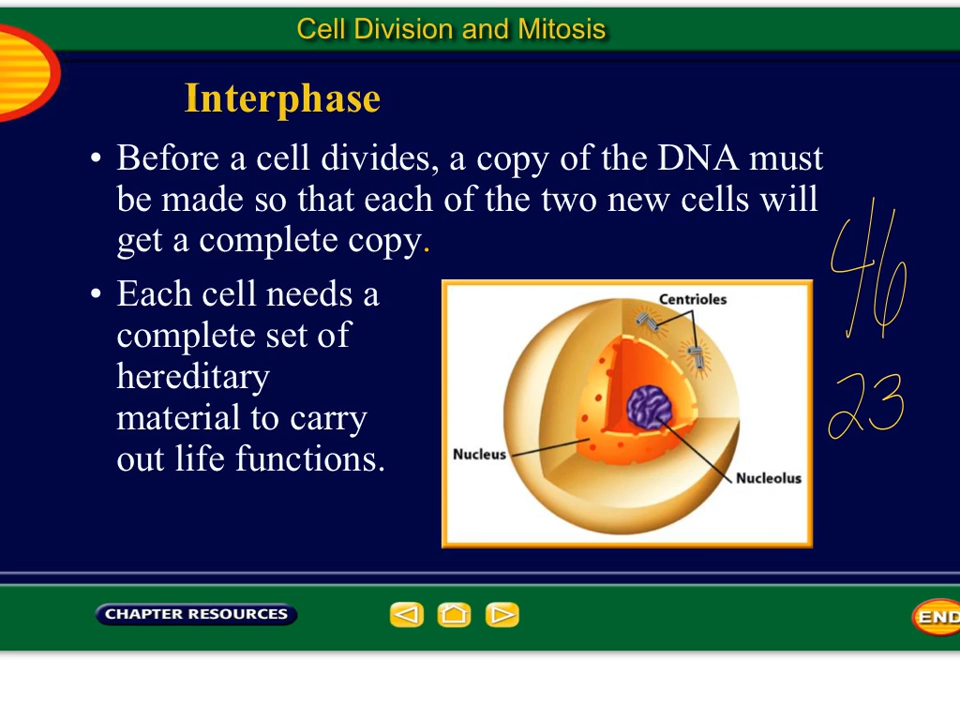 Cell Division and Mitosis
Interphase
• Before a cell divides, a copy of the DNA must
be made so that each of the two new cells will
get a complete copy.
• Each cell needs a
complete set of
hereditary
material to carry
out life functions.
Centrioles
Nucleus
Nucleolus
46
23
CHAPTER RESOURCES
END